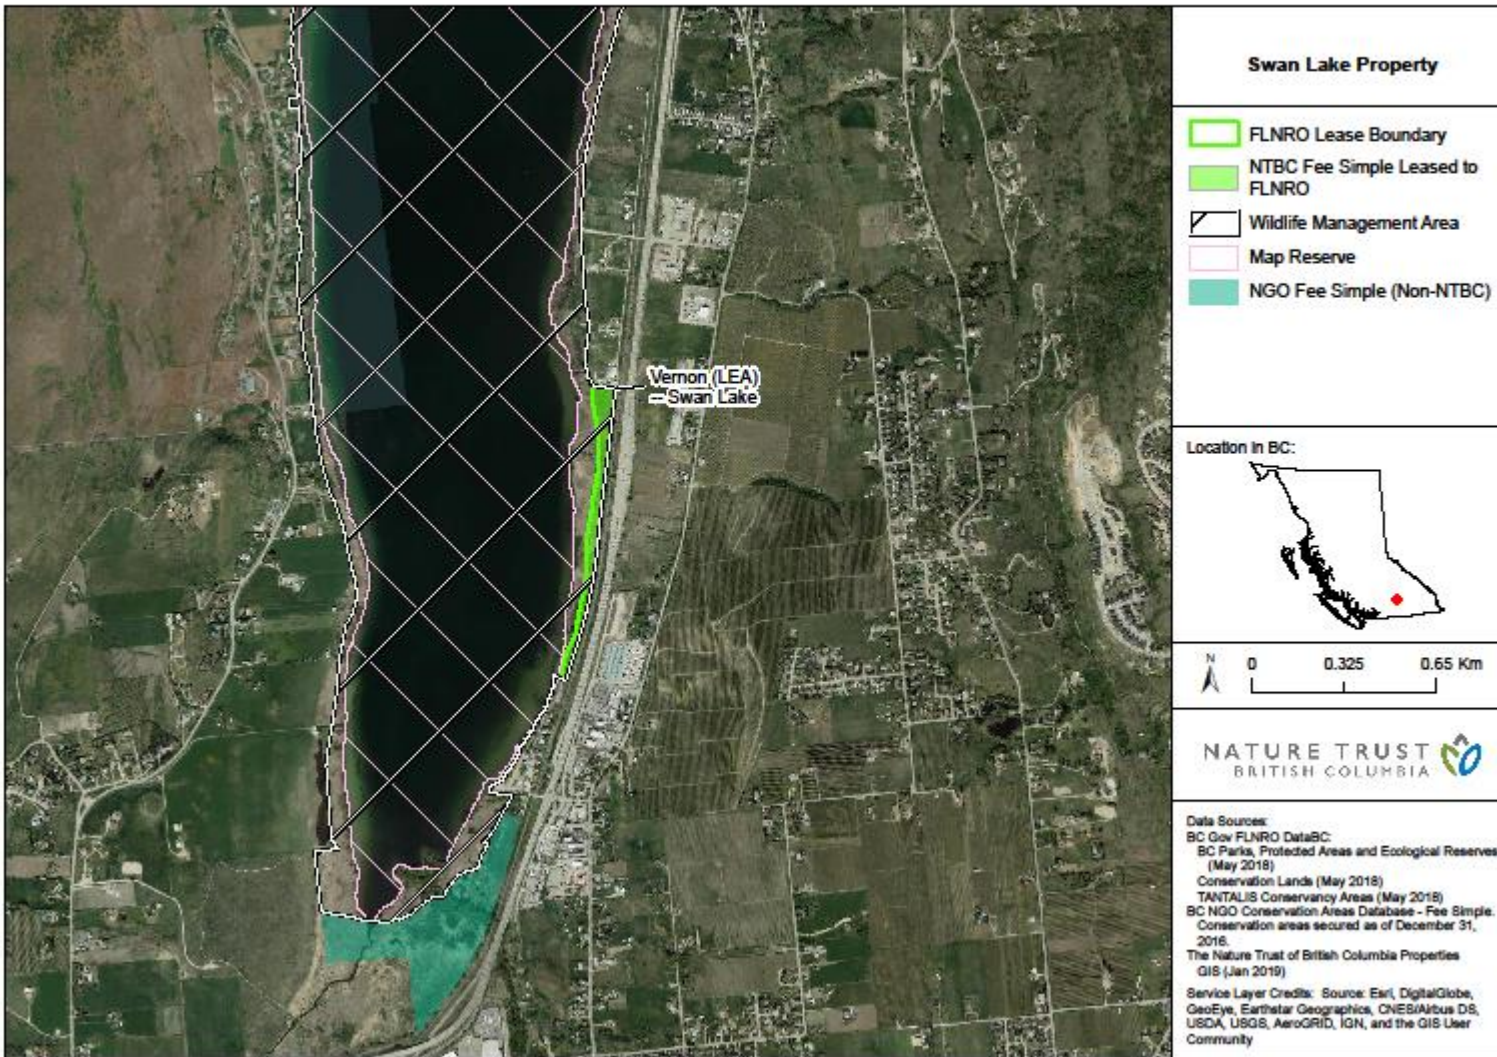 Swan Lake Property
FLNRO Lease Boundary
NTBC Fee Simple Leased to
FLNRO
Wildlife Management Area
Map Reserve
NGO Fee Simple (Non-NTBC)
Vernon (LEA)
-- Swan Lake
Location in BC:
N
0 0.325 0.65 Km
NATURE TRUST
BRITISH COLUMBIA
Data Sources:
BC Gov FLNRO DataBC:
BC Parks, Protected Areas and Ecological Reserves
(May 2018)
Conservation Lands (May 2018)
TANTALIS Conservancy Areas (May 2018)
BC NGO Conservation Areas Database - Fee Simple.
Conservation areas secured as of December 31,
2016.
The Nature Trust of British Columbia Properties
GIS (Jan 2019)
Service Layer Credits: Source: Esri, DigitalGlobe,
GeoEye, Earthstar Geographics, CNES/Airbus DS,
USDA, USGS, AeroGRID, IGN, and the GIS User
Community